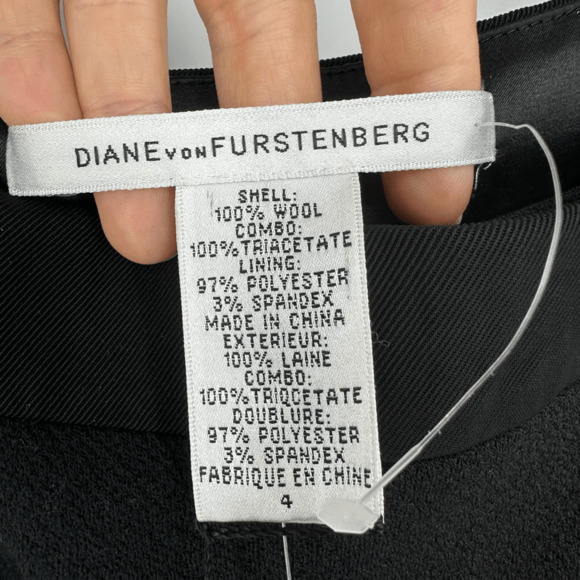 DIANE VON FURSTENBERG
SHELL:
100% WOOL
COMBO:
100%TRIACETATE
LINING:
97% POLYESTER
3% SPANDEX
MADE IN CHINA
EXTERIEUR:
100% LAINE
COMBO:
100%TRIQCETATE
DOUBLURE:
97% POLYESTER
3% SPANDEX
FABRIQUE EN CHINE
4